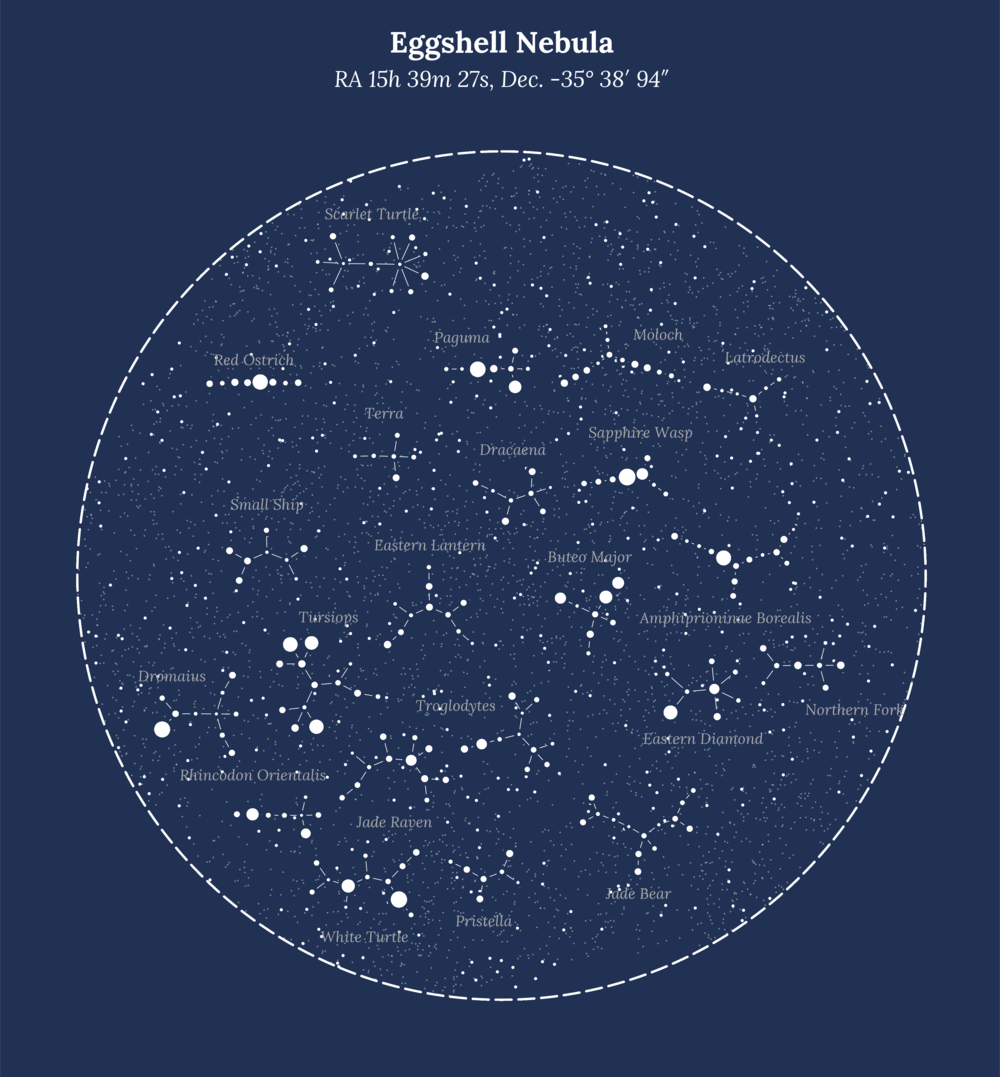 Eggshell Nebula
RA 15h 39m 27s, Dec. -35° 38′ 94″
Scarlet Turtle
Paguma
Moloch
Red Ostrich
Latrodectus
Terra
Sapphire Wasp
Dracaena
Small Ship
Eastern Lantern
Buteo Major
Tursiops
Amphiprioninae Borealis
Dromaius
Troglodytes
Northern Fork
Eastern Diamond
Rhincodon Orientalis
Jade Raven
Jade Bear
Pristella
White Turtle